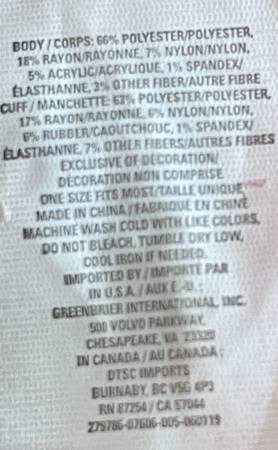 BODY / CORPS: 66% POLYESTER/POLYESTER,
18% RAYON/RAYONNE, 7% NYLON/NYLON,
5% ACRYLIC/ACRYLIQUE, 1% SPANDEX/
ÉLASTHANNE, 3% OTHER FIBER/AUTRE FIBRE
CUFF / MANCHETTE: 63% POLYESTER/POLYESTER,
17% RAYON/RAYONNE, 6% NYLON/NYLON,
6% RUBBER/CAOUTCHOUC, 1% SPANDEX/
ÉLASTHANNE, 7% OTHER FIBERS/AUTRES FIBRES
EXCLUSIVE OF DECORATION/
DÉCORATION NON COMPRISE
ONE SIZE FITS MOST/TAILLE UNIQUE
MADE IN CHINA / FABRIQUÉ EN CHINE
MACHINE WASH COLD WITH LIKE COLORS,
DO NOT BLEACH, TUMBLE DRY LOW,
COOL IRON IF NEEDED.
IMPORTED BY / IMPORTÉ PAR
IN U.S.A. / AUX É.-U. :
GREENBRIER INTERNATIONAL, INC.
500 VOLVO PARKWAY,
CHESAPEAKE, VA 23320
IN CANADA / AU CANADA :
DTSC IMPORTS
BURNABY, BC V5G 4P3
RN 87254 / CA 57044
279786-07606-005-060119